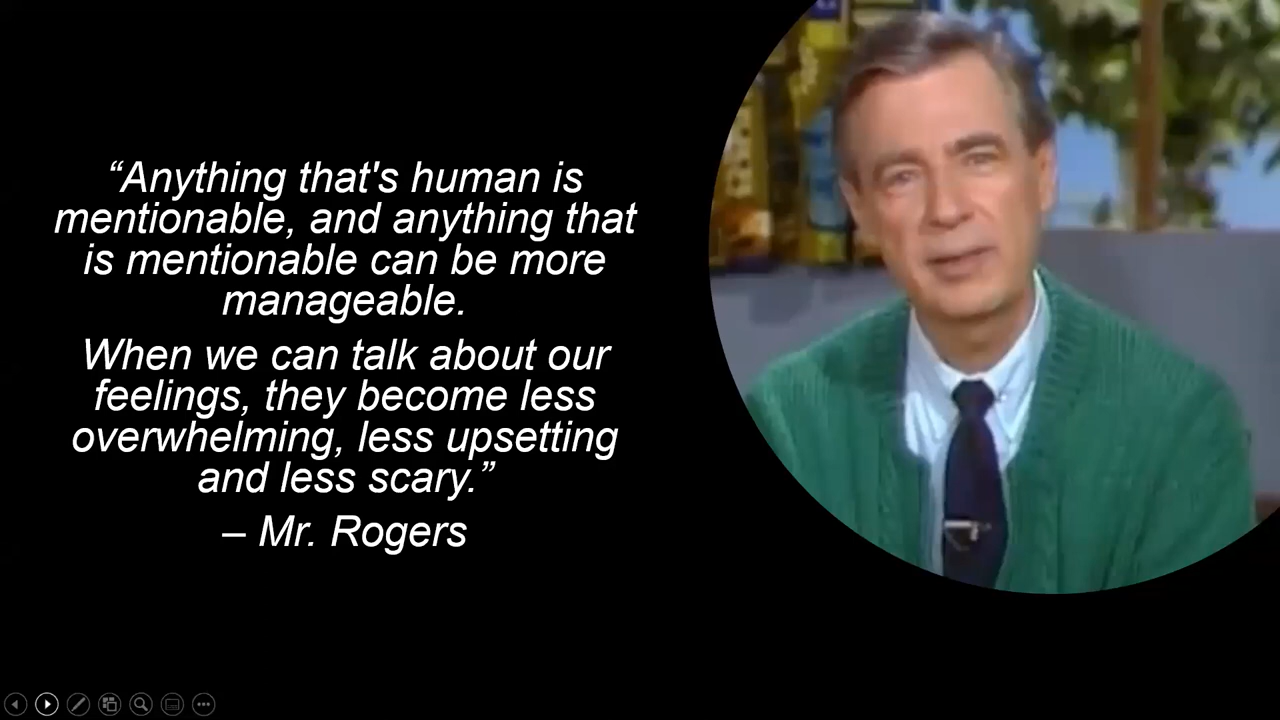 “Anything that's human is
mentionable, and anything that
is mentionable can be more
manageable.
When we can talk about our
feelings, they become less
overwhelming, less upsetting
and less scary.”
– Mr. Rogers